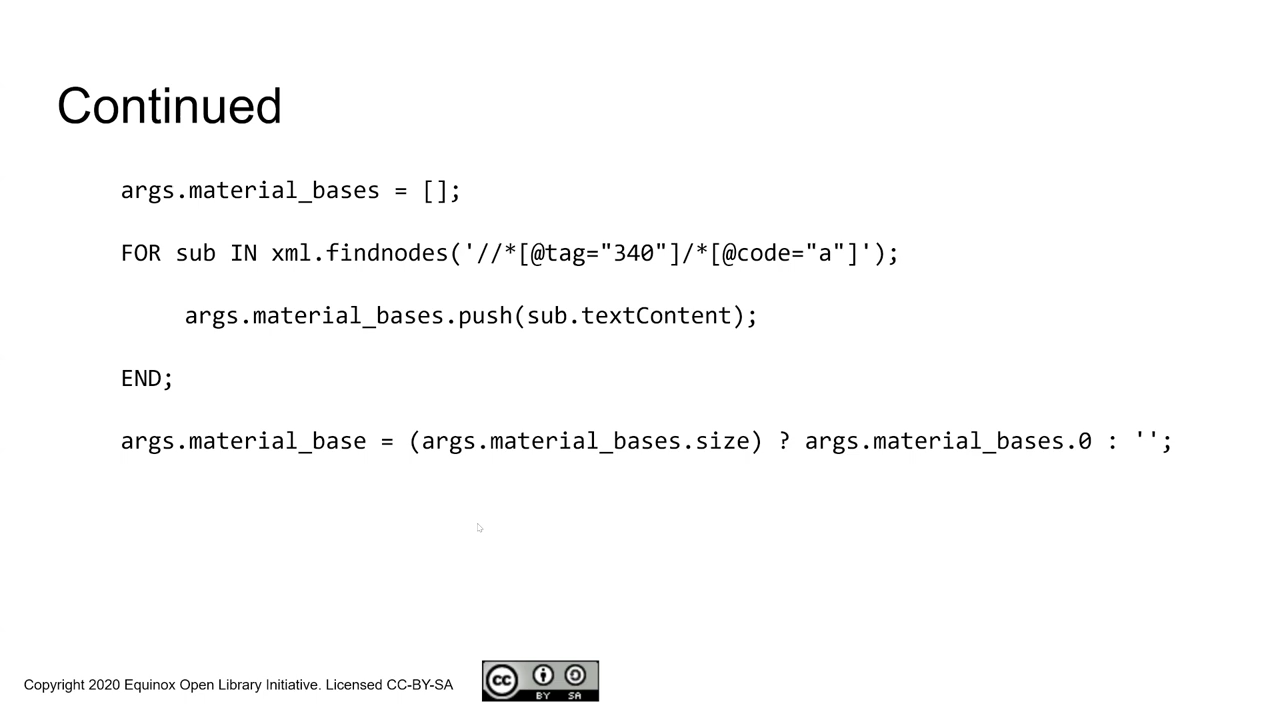 Continued
args.material_bases = [];
FOR sub IN xml.findnodes('//*[@tag="340"]/*[@code="a"]');
args.material_bases.push(sub.textContent);
END;
args.material_base = (args.material_bases.size) ? args.material_bases.0 : '';
Copyright 2020 Equinox Open Library Initiative. Licensed CC-BY-SA
cc
BY SA